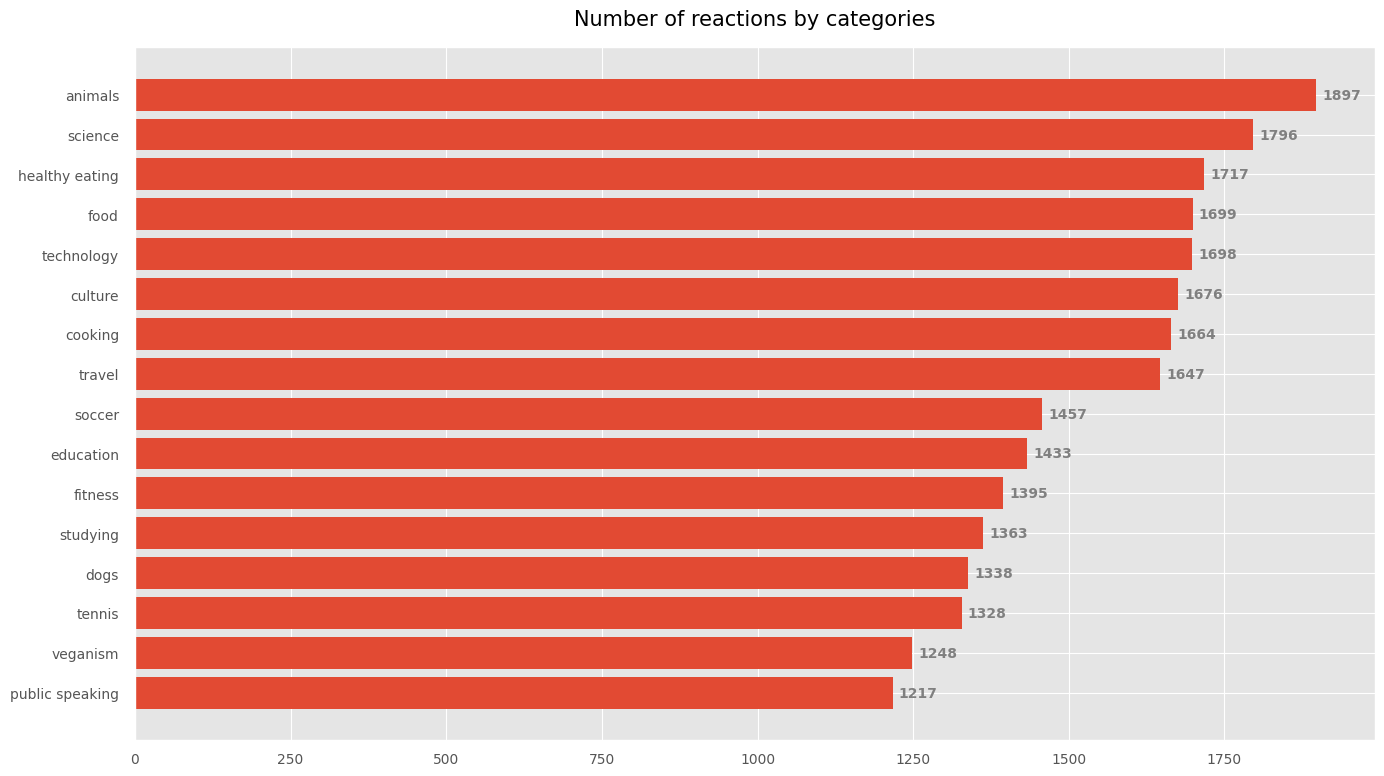 Number of reactions by categories
animals 1897
science 1796
healthy eating 1717
food 1699
technology 1698
culture 1676
cooking 1664
travel 1647
soccer 1457
education 1433
fitness 1395
studying 1363
dogs 1338
tennis 1328
veganism 1248
public speaking 1217
0 250 500 750 1000 1250 1500 1750